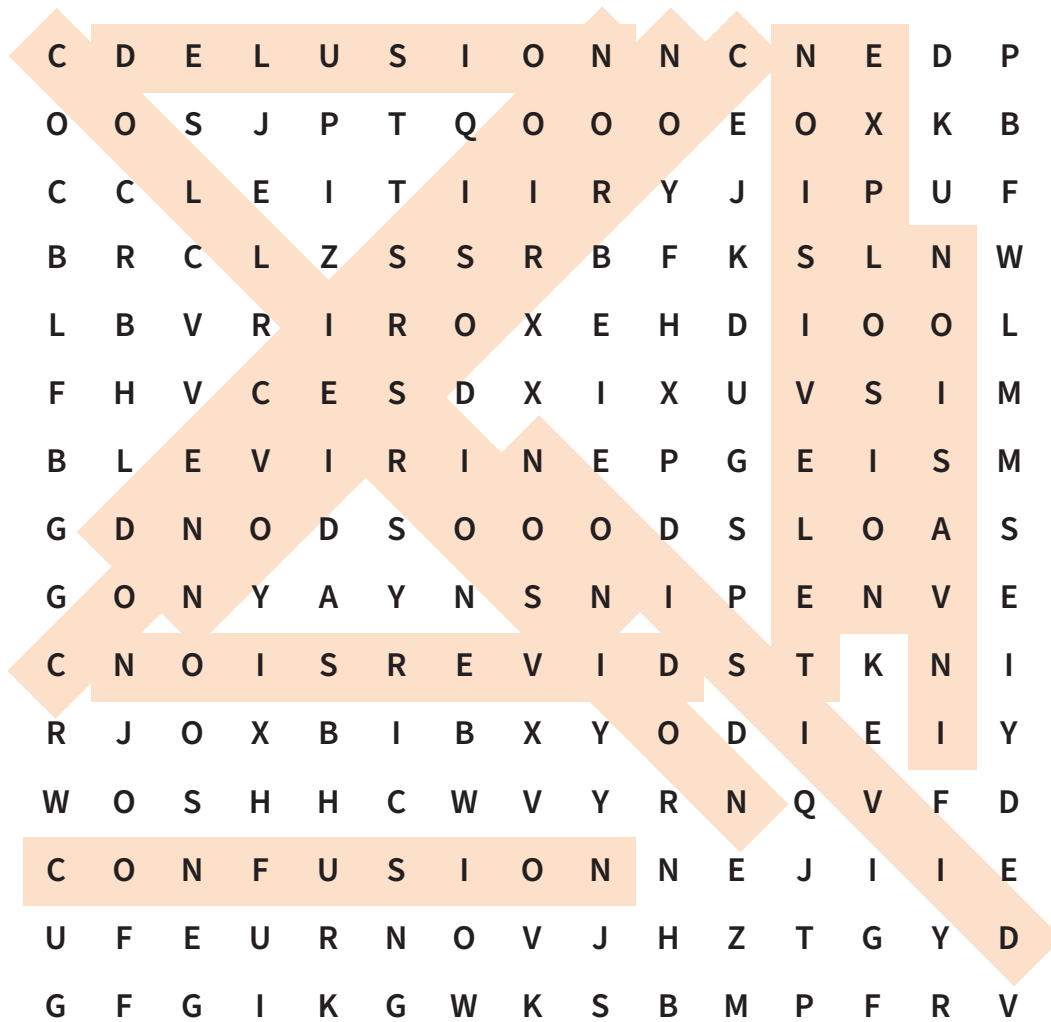 C D E L U S I O N N C N E D P
O O S J P T Q O O O E O X K B
C C L E I T I I R Y J I P U F
B R C L Z S S R B F K S L N W
L B V R I R O X E H D I O O L
F H V C E S D X I X U V S I M
B L E V I R I N E P G E I S M
G D N O D S O O O D S L O A S
G O N Y A Y N S N I P E N V E
C N O I S R E V I D S T K N I
R J O X B I B X Y O D I E I Y
W O S H H C W V Y R N Q V F D
C O N F U S I O N N E J I I E
U F E U R N O V J H Z T G Y D
G F G I K G W K S B M P F R V